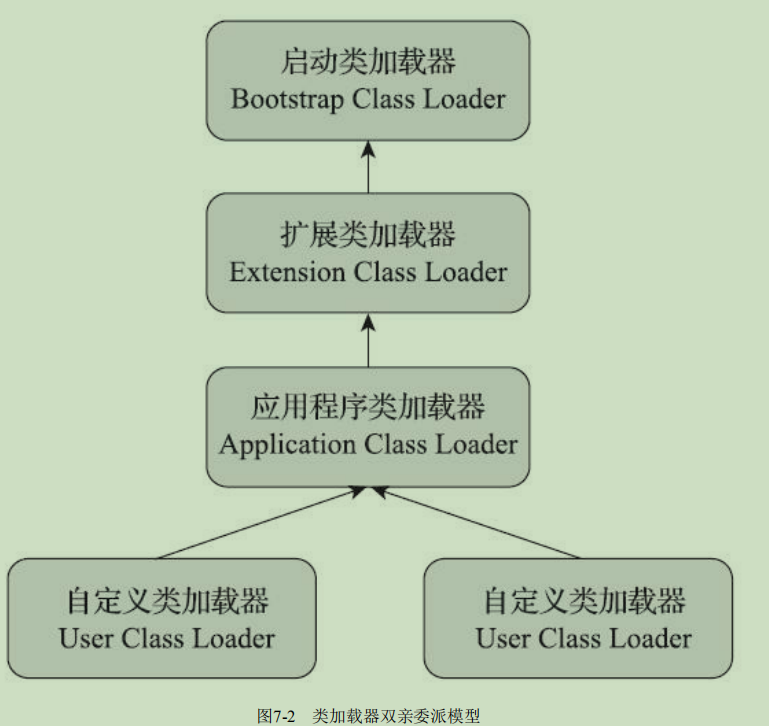 启动类加载器
Bootstrap Class Loader
扩展类加载器
Extension Class Loader
应用程序类加载器
Application Class Loader
自定义类加载器
User Class Loader
自定义类加载器
User Class Loader
图7-2 类加载器双亲委派模型